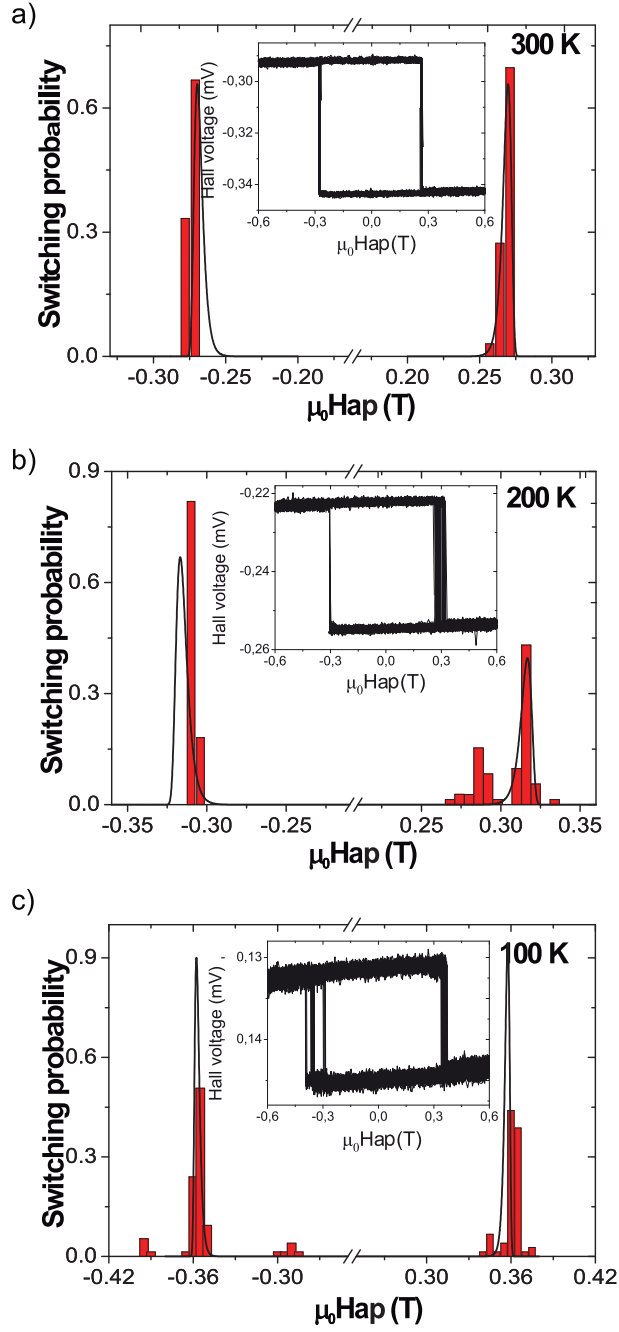 a)
300 K
Switching probability
0.6
0.3
0.0
Hall voltage (mV)
-0,30
-0,32
-0,34
-0,6 -0,3 0,0 0,3 0,6
μ₀Hap(T)
-0.30 -0.25 -0.20 0.20 0.25 0.30
μ₀Hap (T)
b)
200 K
Switching probability
0.9
0.6
0.3
0.0
Hall voltage (mV)
-0,22
-0,24
-0,26
-0,6 -0,3 0,0 0,3 0,6
μ₀Hap(T)
-0.35 -0.30 -0.25 0.25 0.30 0.35
μ₀Hap (T)
c)
100 K
Switching probability
0.9
0.6
0.3
0.0
Hall voltage (mV)
0,13
0,14
-0,6 -0,3 0,0 0,3 0,6
μ₀Hap(T)
-0.42 -0.36 -0.30 0.30 0.36 0.42
μ₀Hap (T)